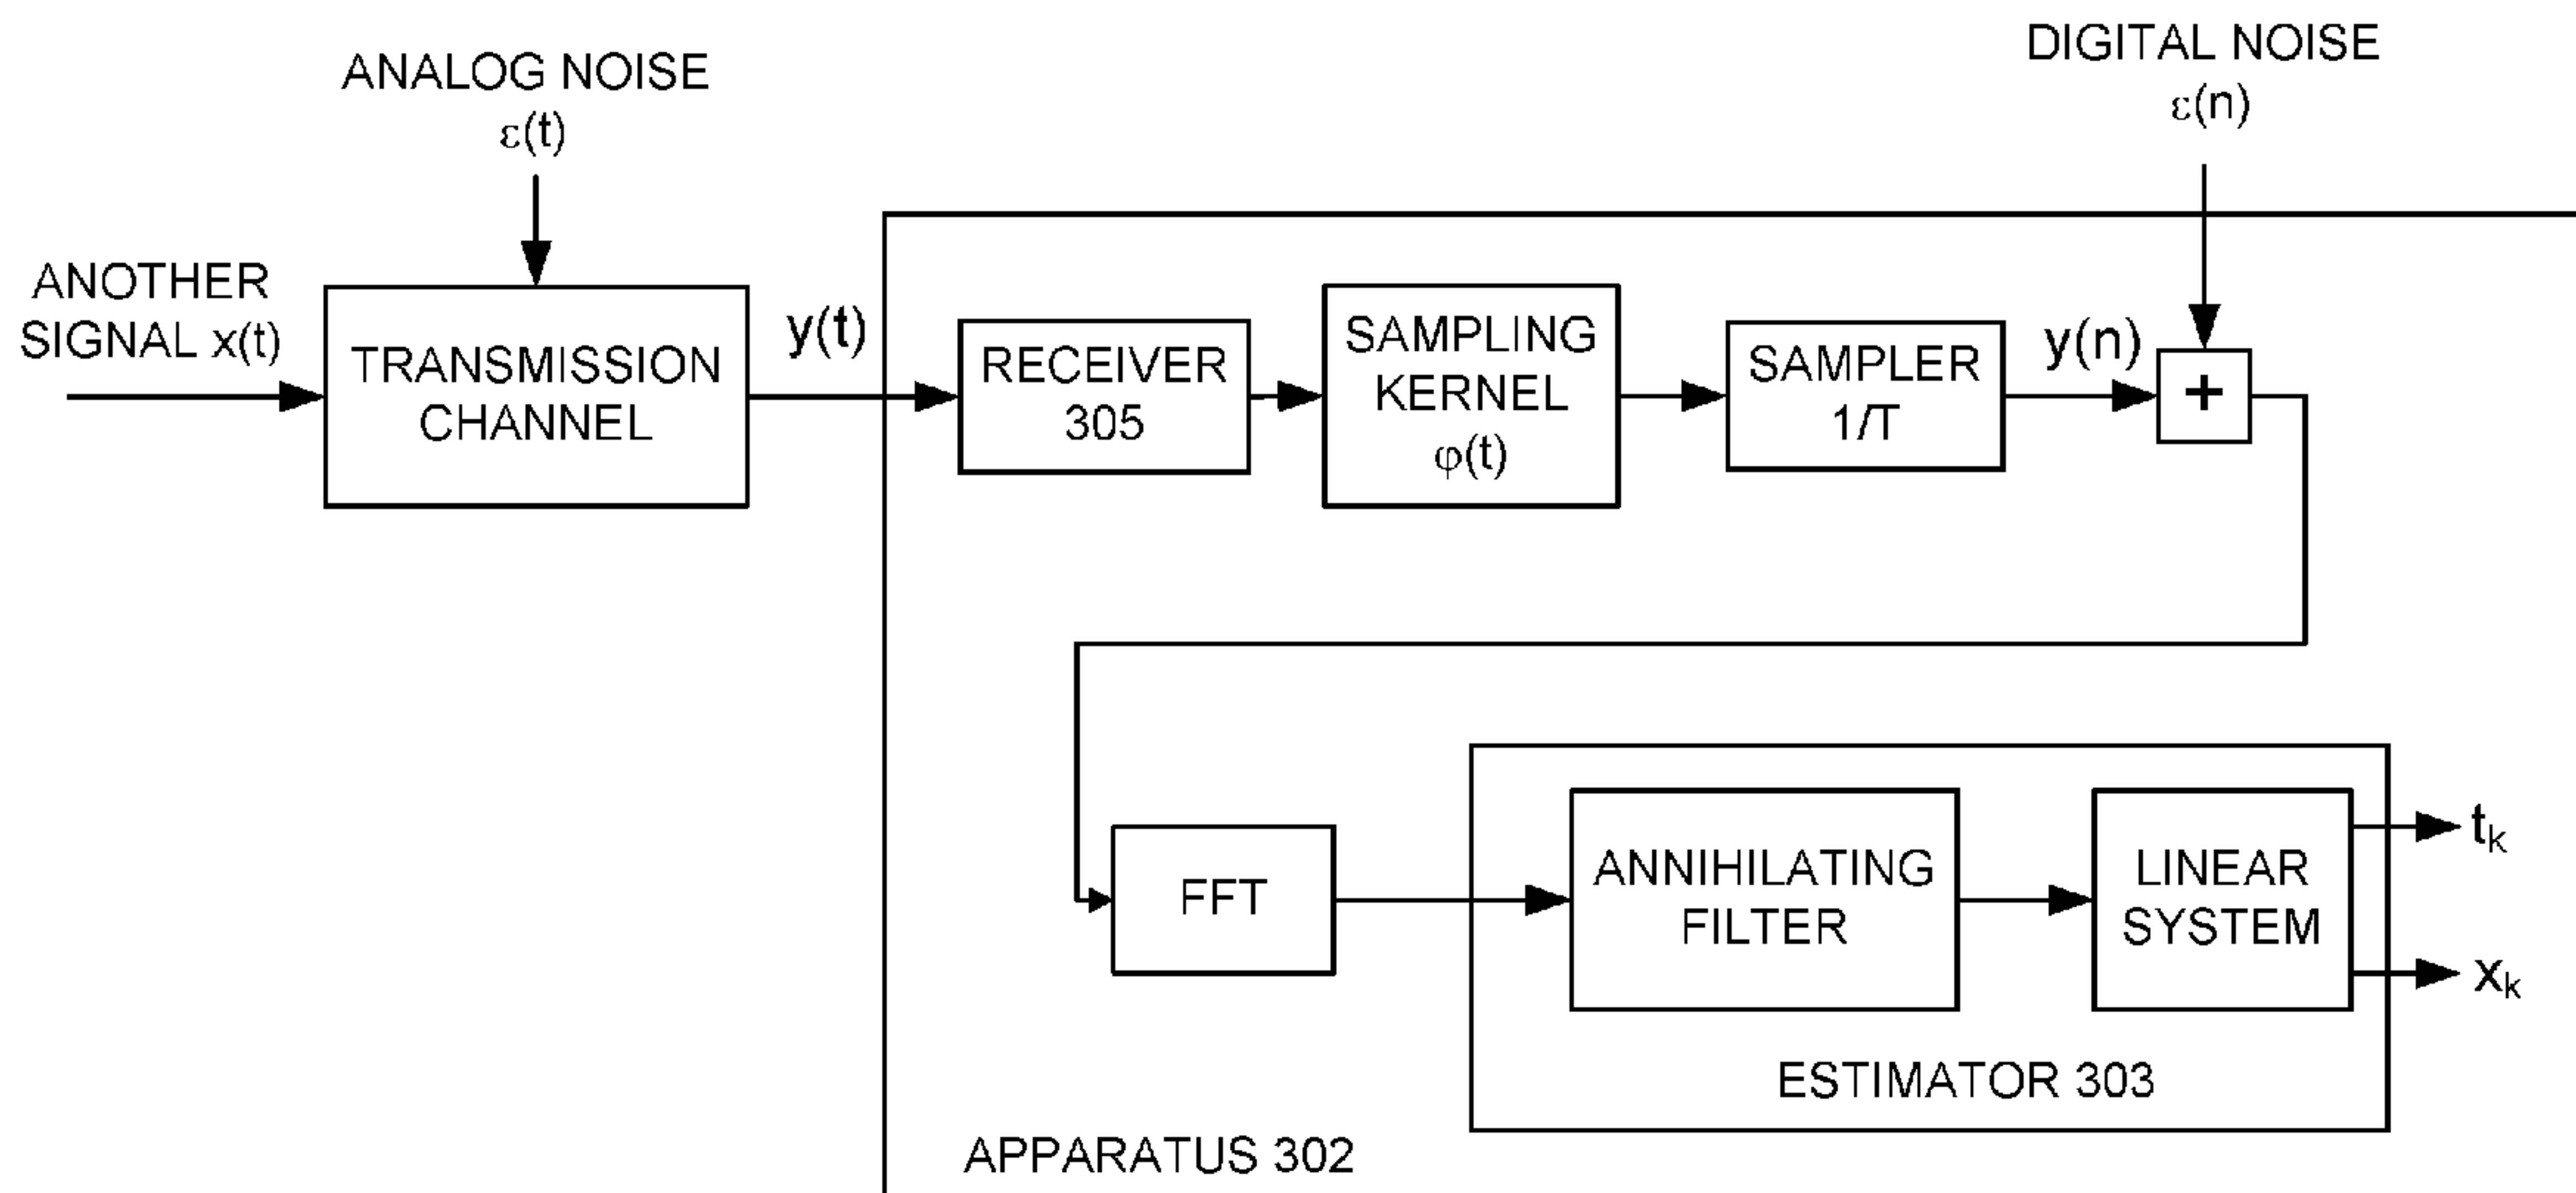 ANALOG NOISE
ε(t)
DIGITAL NOISE
ε(n)
ANOTHER
SIGNAL x(t)
TRANSMISSION
CHANNEL
y(t)
RECEIVER
305
SAMPLING
KERNEL
φ(t)
SAMPLER
1/T
y(n)
+
FFT
ANNIHILATING
FILTER
LINEAR
SYSTEM
tk
xk
ESTIMATOR 303
APPARATUS 302